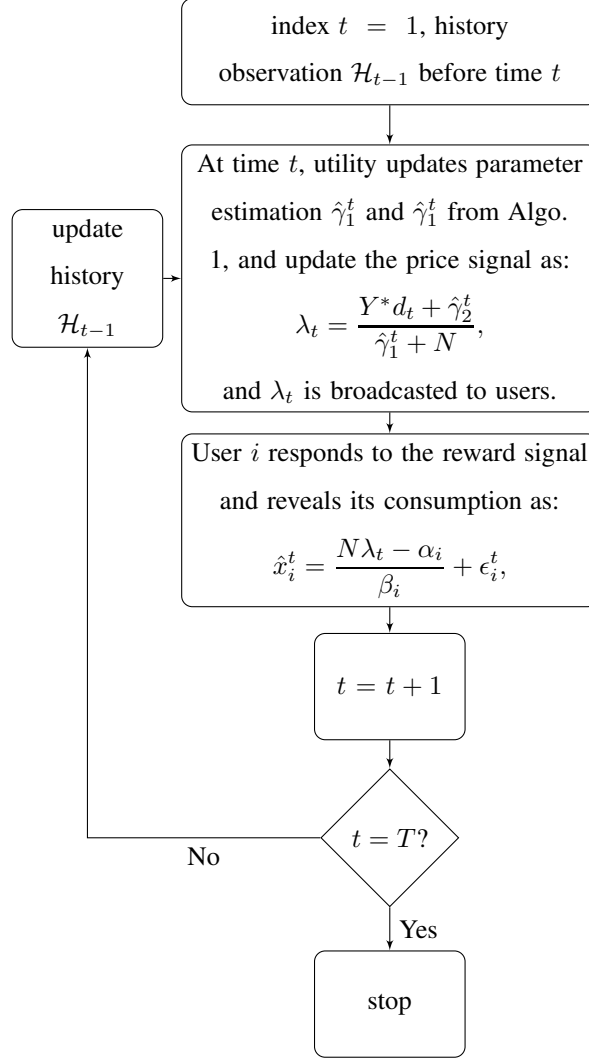 index t = 1, history
observation ℋ_{t−1} before time t
At time t, utility updates parameter
estimation γ̂_1^t and γ̂_1^t from Algo.
1, and update the price signal as:
λ_t = (Y^* d_t + γ̂_2^t) / (γ̂_1^t + N),
and λ_t is broadcasted to users.
update
history
ℋ_{t−1}
User i responds to the reward signal
and reveals its consumption as:
x̂_i^t = (Nλ_t − α_i) / β_i + ϵ_i^t,
t = t + 1
t = T?
No
Yes
stop